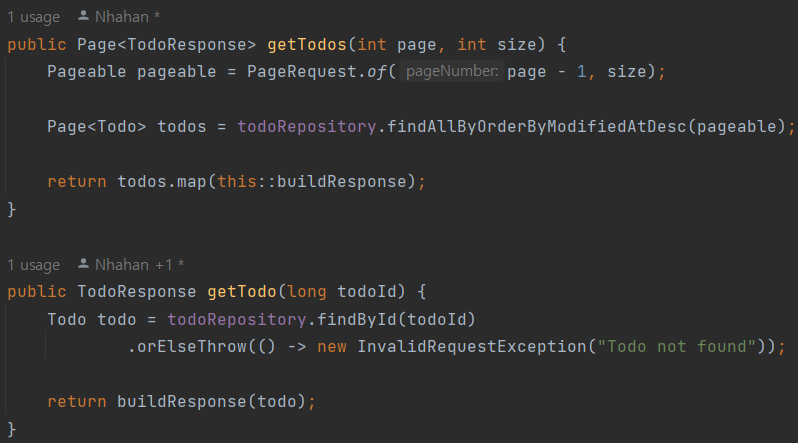 1 usage   Nhahan *
public Page<TodoResponse> getTodos(int page, int size) {
    Pageable pageable = PageRequest.of( pageNumber: page - 1, size);
    Page<Todo> todos = todoRepository.findAllByOrderByModifiedAtDesc(pageable);
    return todos.map(this::buildResponse);
}
1 usage   Nhahan +1 *
public TodoResponse getTodo(long todoId) {
    Todo todo = todoRepository.findById(todoId)
            .orElseThrow(() -> new InvalidRequestException("Todo not found"));
    return buildResponse(todo);
}